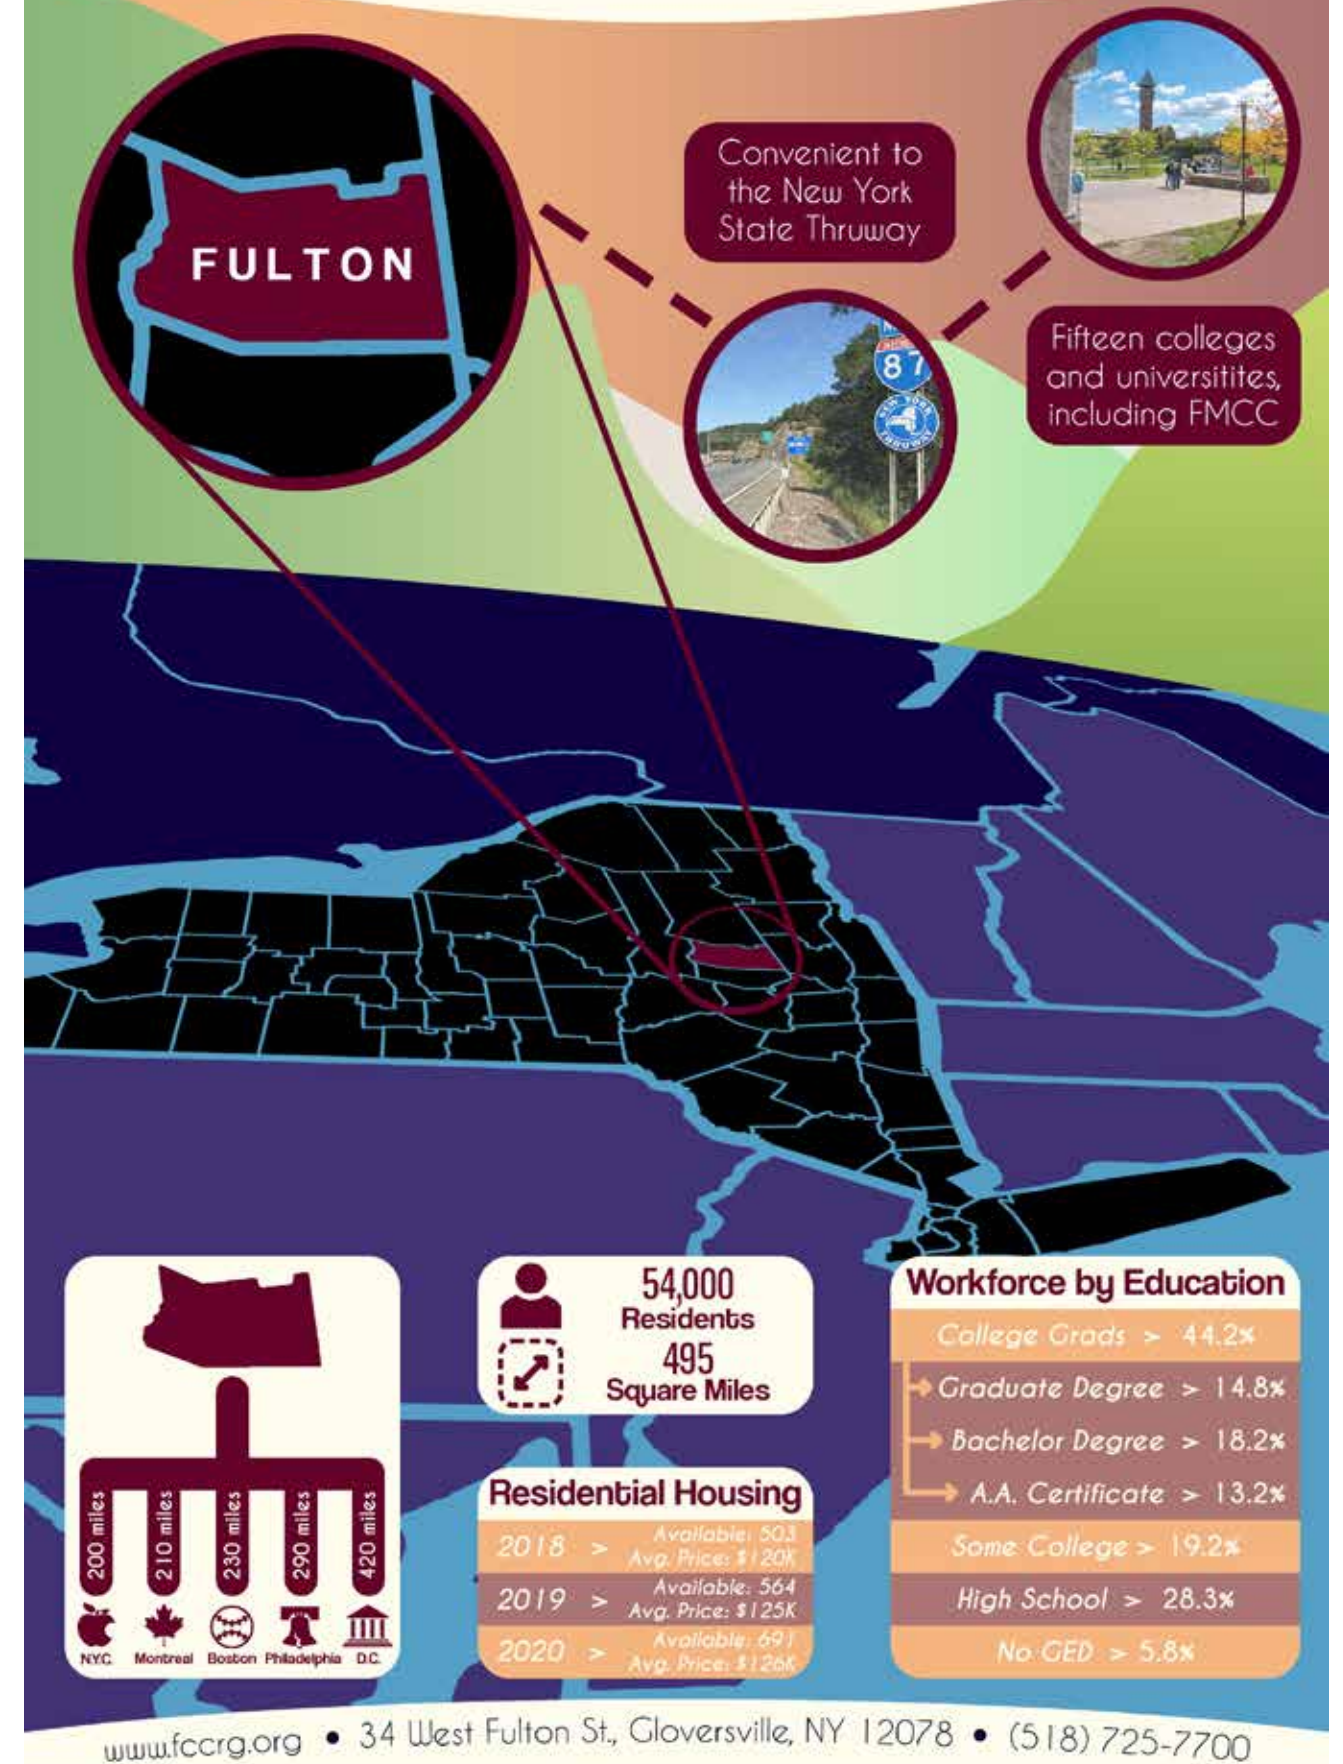 FULTON
Convenient to
the New York
State Thruway
87
NEW YORK
THRUWAY
Fifteen colleges
and universitites,
including FMCC
200 miles
210 miles
230 miles
290 miles
420 miles
N.Y.C.
Montreal
Boston
Philadelphia
D.C.
54,000
Residents
495
Square Miles
Residential Housing
2018 > Available: 503
Avg. Price: $120K
2019 > Available: 564
Avg. Price: $125K
2020 > Available: 691
Avg. Price: $126K
Workforce by Education
College Grads > 44.2%
Graduate Degree > 14.8%
Bachelor Degree > 18.2%
A.A. Certificate > 13.2%
Some College > 19.2%
High School > 28.3%
No GED > 5.8%
www.fccrg.org • 34 West Fulton St., Gloversville, NY 12078 • (518) 725-7700